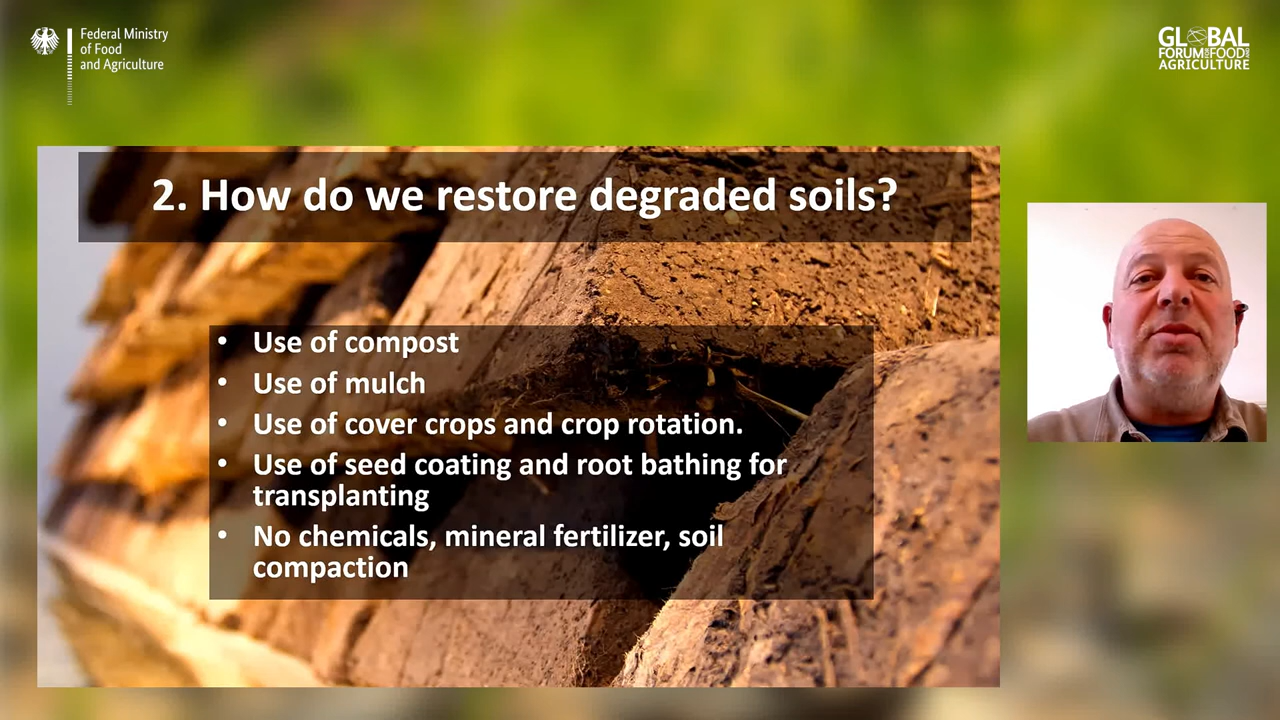 Federal Ministry
of Food
and Agriculture
GLOBAL
FORUM FOR FOOD AND
AGRICULTURE
2. How do we restore degraded soils?
• Use of compost
• Use of mulch
• Use of cover crops and crop rotation.
• Use of seed coating and root bathing for
transplanting
• No chemicals, mineral fertilizer, soil
compaction